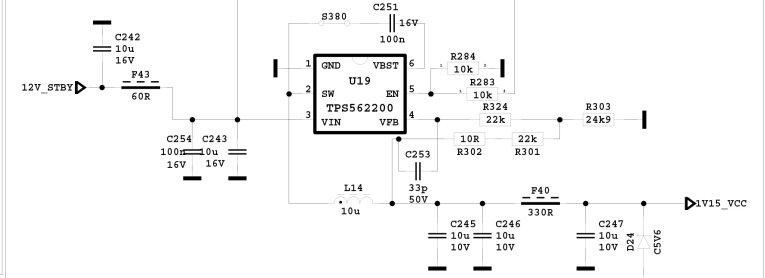 C251
S380
16V
100n
C242
10u
16V
F43
60R
12V_STBY
C254
100n
16V
C243
10u
16V
1 GND VBST 6
U19
2 SW EN 5
TPS562200
3 VIN VFB 4
R284
10k
R283
10k
R324
22k
R303
24k9
10R
R302
22k
R301
C253
33p
50V
L14
10u
F40
330R
1V15_VCC
C245
10u
10V
C246
10u
10V
C247
10u
10V
D24
C5V6